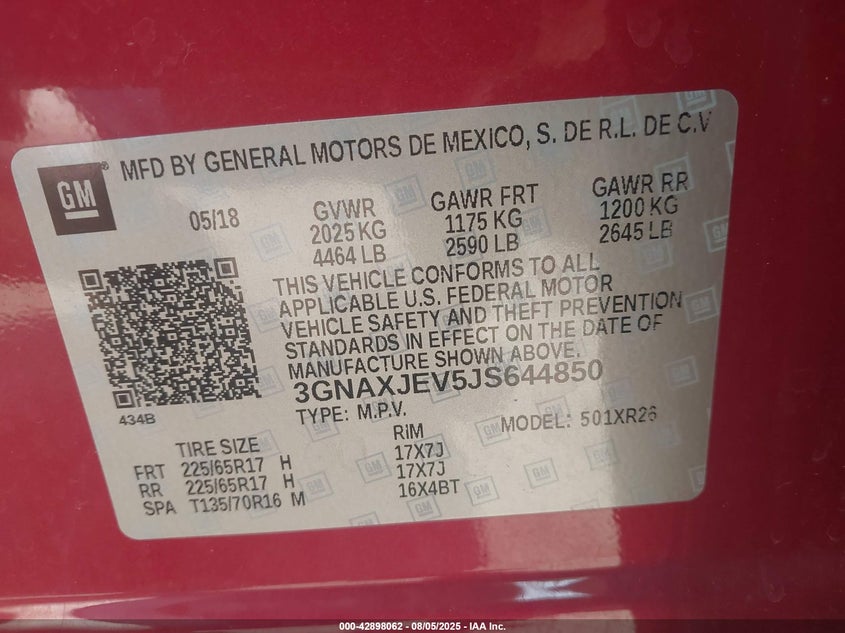 GM
® MFD BY GENERAL MOTORS DE MEXICO, S. DE R.L. DE C.V
05/18 GVWR GAWR FRT GAWR RR
2025 KG 1175 KG 1200 KG
4464 LB 2590 LB 2645 LB
THIS VEHICLE CONFORMS TO ALL
APPLICABLE U.S. FEDERAL MOTOR
VEHICLE SAFETY AND THEFT PREVENTION
STANDARDS IN EFFECT ON THE DATE OF
MANUFACTURE SHOWN ABOVE.
3GNAXJEV5JS644850
434B
TYPE: M.P.V. MODEL: 501XR26
TIRE SIZE RIM
FRT 225/65R17 H 17X7J
RR 225/65R17 H 17X7J
SPA T135/70R16 M 16X4BT
000-42898062 - 08/05/2025 - IAA Inc.